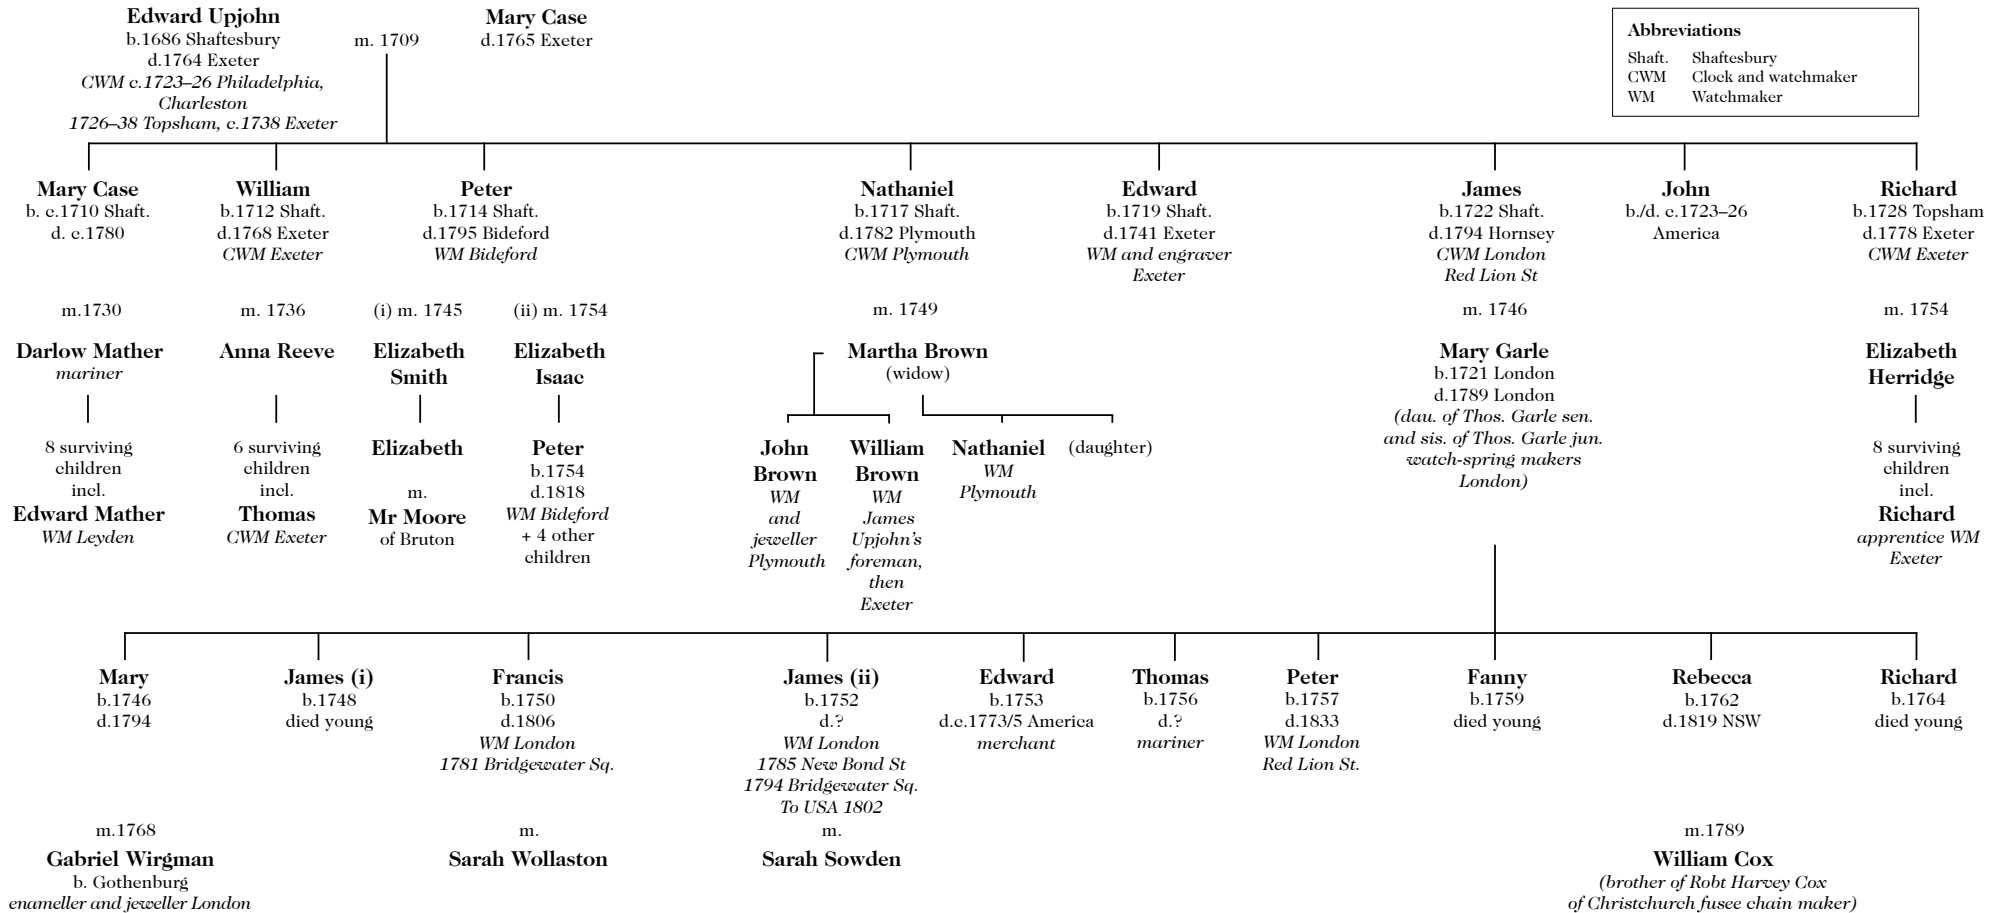 Edward Upjohn
b.1686 Shaftesbury
d.1764 Exeter
CWM c.1723–26 Philadelphia,
Charleston
1726–38 Topsham, c.1738 Exeter
m. 1709
Mary Case
d.1765 Exeter
Abbreviations
Shaft. Shaftesbury
CWM Clock and watchmaker
WM Watchmaker
Mary Case
b. c.1710 Shaft.
d. c.1780
William
b.1712 Shaft.
d.1768 Exeter
CWM Exeter
Peter
b.1714 Shaft.
d.1795 Bideford
WM Bideford
Nathaniel
b.1717 Shaft.
d.1782 Plymouth
CWM Plymouth
Edward
b.1719 Shaft.
d.1741 Exeter
WM and engraver
Exeter
James
b.1722 Shaft.
d.1794 Hornsey
CWM London
Red Lion St
John
b./d. c.1723–26
America
Richard
b.1728 Topsham
d.1778 Exeter
CWM Exeter
m.1730
Darlow Mather
mariner
8 surviving
children
incl.
Edward Mather
WM Leyden
m. 1736
Anna Reeve
6 surviving
children
incl.
Thomas
CWM Exeter
(i) m. 1745
Elizabeth
Smith
Elizabeth
m.
Mr Moore
of Bruton
(ii) m. 1754
Elizabeth
Isaac
Peter
b.1754
d.1818
WM Bideford
+ 4 other
children
m. 1749
Martha Brown
(widow)
John
Brown
WM
and
jeweller
Plymouth
William
Brown
WM
James
Upjohn's
foreman,
then
Exeter
Nathaniel
WM
Plymouth
(daughter)
m. 1746
Mary Garle
b.1721 London
d.1789 London
(dau. of Thos. Garle sen.
and sis. of Thos. Garle jun.
watch-spring makers
London)
m. 1754
Elizabeth
Herridge
8 surviving
children
incl.
Richard
apprentice WM
Exeter
Mary
b.1746
d.1794
m.1768
Gabriel Wirgman
b. Gothenburg
enameller and jeweller London
James (i)
b.1748
died young
Francis
b.1750
d.1806
WM London
1781 Bridgewater Sq.
m.
Sarah Wollaston
James (ii)
b.1752
d.?
WM London
1785 New Bond St
1794 Bridgewater Sq.
To USA 1802
m.
Sarah Sowden
Edward
b.1753
d.c.1773/5 America
merchant
Thomas
b.1756
d.?
mariner
Peter
b.1757
d.1833
WM London
Red Lion St.
Fanny
b.1759
died young
Rebecca
b.1762
d.1819 NSW
m.1789
William Cox
(brother of Robt Harvey Cox
of Christchurch fusee chain maker)
Richard
b.1764
died young